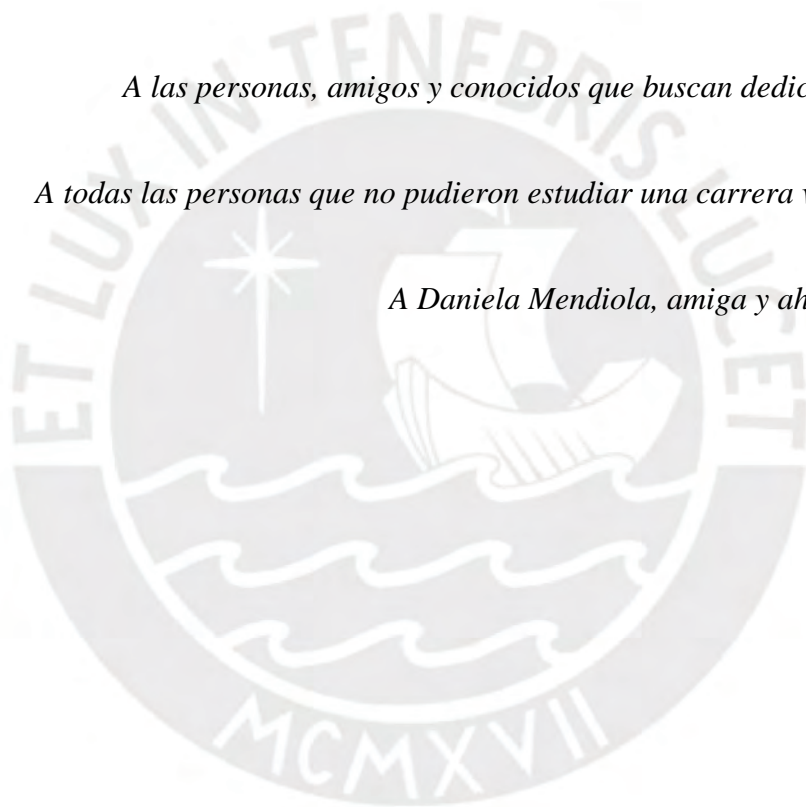 A las personas, amigos y conocidos que buscan
A todas las personas que no pudieron estudiar una carrera
A Daniela Mendiola, amiga y
ET LUX IN TENEBRIS LUCET
MCMXVII